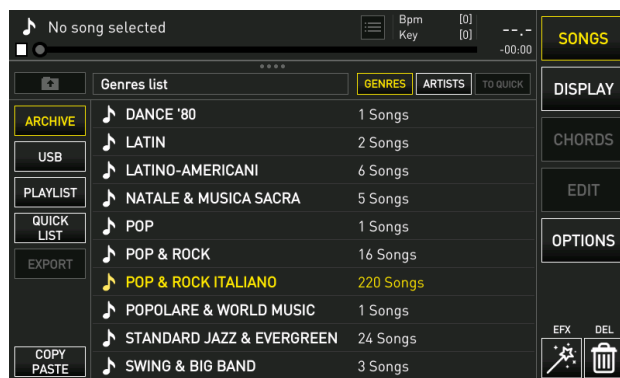 No song selected
Bpm [0]
Key [0]
--.-
-00:00
SONGS
Genres list
GENRES
ARTISTS
TO QUICK
DISPLAY
ARCHIVE
DANCE '80 1 Songs
LATIN 2 Songs
CHORDS
USB
LATINO-AMERICANI 6 Songs
PLAYLIST
NATALE & MUSICA SACRA 5 Songs
EDIT
QUICK
LIST
POP 1 Songs
OPTIONS
POP & ROCK 16 Songs
EXPORT
POP & ROCK ITALIANO 220 Songs
POPOLARE & WORLD MUSIC 1 Songs
STANDARD JAZZ & EVERGREEN 24 Songs
EFX DEL
COPY
PASTE
SWING & BIG BAND 3 Songs